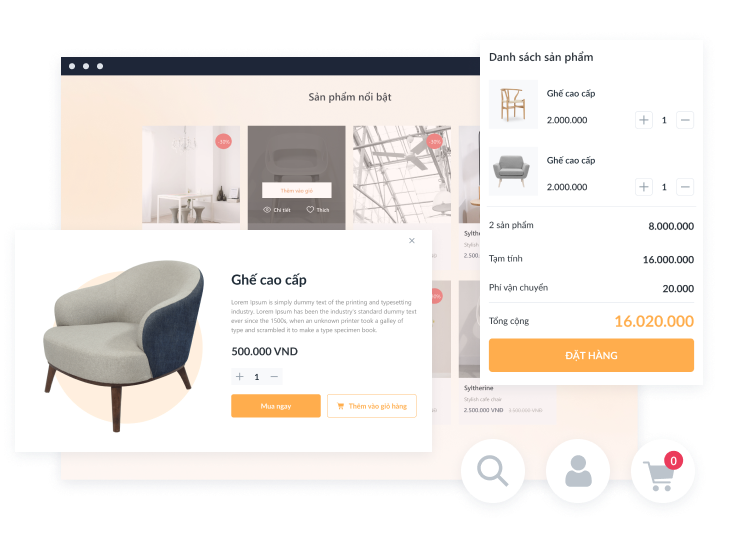 Sản phẩm nổi bật
-30%
-30%
Thêm vào giỏ
Chi tiết
Thích
Sylthe
Stylish
2.500.
Syltherine
Stylish cafe chair
2.500.000 VNĐ
3.500.000 VNĐ
×
Ghế cao cấp
Lorem Ipsum is simply dummy text of the printing and typesetting
industry. Lorem Ipsum has been the industry's standard dummy text
ever since the 1500s, when an unknown printer took a galley of
type and scrambled it to make a type specimen book.
500.000 VND
+ 1 −
Mua ngay
Thêm vào giỏ hàng
Danh sách sản phẩm
Ghế cao cấp
2.000.000 + 1 −
Ghế cao cấp
2.000.000 + 1 −
2 sản phẩm 8.000.000
Tạm tính 16.000.000
Phí vận chuyển 20.000
Tổng cộng 16.020.000
ĐẶT HÀNG
0